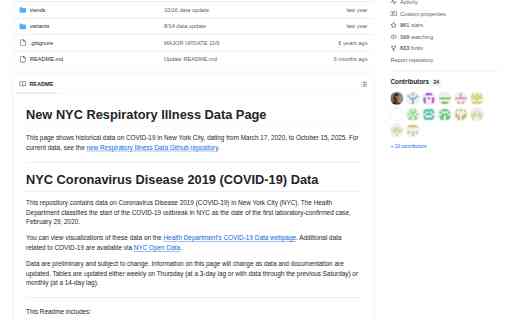 trends 10/16 data update last year
variants 8/14 data update last year
.gitignore MAJOR UPDATE 11/9 6 years ago
README.md Update README.md 5 months ago
README
New NYC Respiratory Illness Data Page
This page shows historical data on COVID-19 in New York City, dating from March 17, 2020, to October 15, 2025. For
current data, see the new Respiratory Illness Data Github repository.
NYC Coronavirus Disease 2019 (COVID-19) Data
This repository contains data on Coronavirus Disease 2019 (COVID-19) in New York City (NYC). The Health
Department classifies the start of the COVID-19 outbreak in NYC as the date of the first laboratory-confirmed case,
February 29, 2020.
You can view visualizations of these data on the Health Department's COVID-19 Data webpage. Additional data
related to COVID-19 are available via NYC Open Data.
Data are preliminary and subject to change. Information on this page will change as data and documentation are
updated. Tables are updated either weekly on Thursday (at a 3-day lag or with data through the previous Saturday) or
monthly (at a 14-day lag).
This Readme includes:
Activity
Custom properties
stars
watching
forks
Report repository
Contributors 24